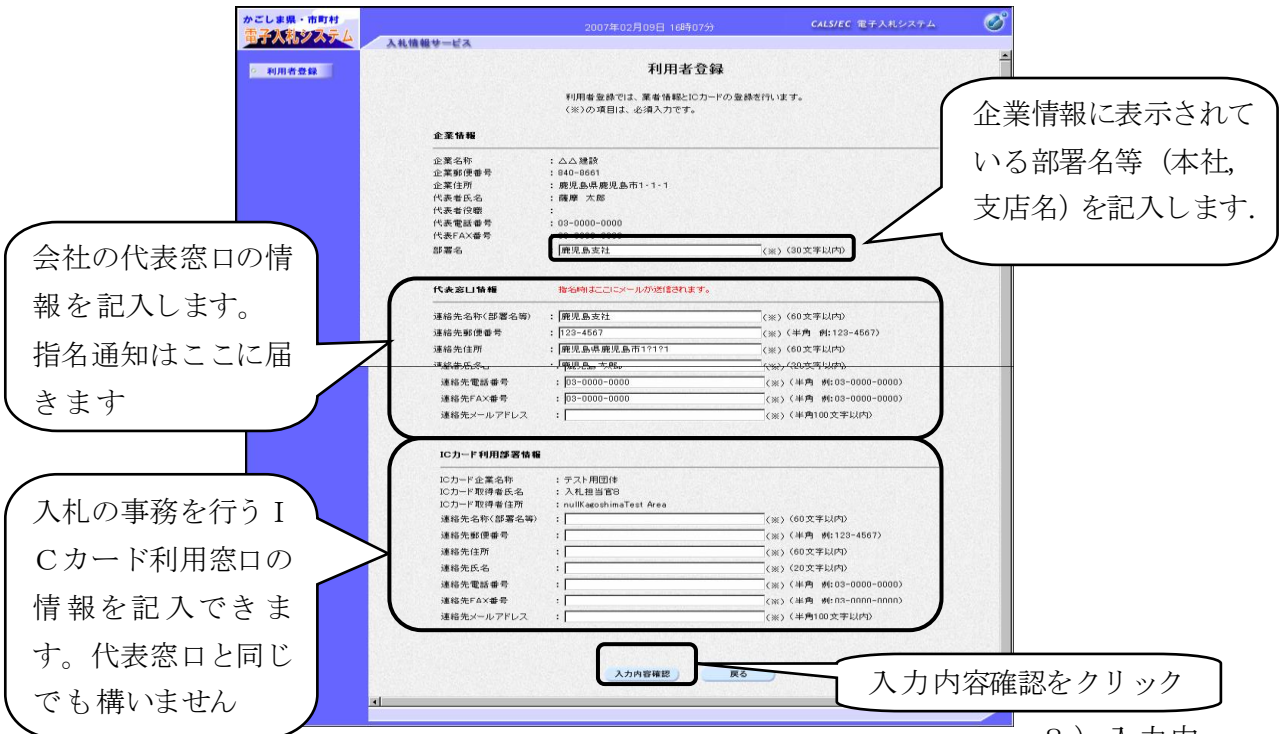 かごしま県・市町村
電子入札システム
2007年02月09日 16時07分
CALS/EC 電子入札システム
入札情報サービス
利用者登録
利用者登録
利用者登録では、業者情報とICカードの登録を行います。
(※)の項目は、必須入力です。
企業情報
企業名称 : △△建設
企業郵便番号 : 840-8661
企業住所 : 鹿児島県鹿児島市1-1-1
代表者氏名 : 薩摩 太郎
代表者役職 :
代表電話番号 : 03-0000-0000
代表FAX番号
部署名 鹿児島支社 (※)(30文字以内)
企業情報に表示されて
いる部署名等（本社,
支店名）を記入します.
会社の代表窓口の情
報を記入します。
指名通知はここに届
きます
代表窓口情報 指名時はここにメールが送信されます。
連絡先名称(部署名等) : 鹿児島支社 (※)(60文字以内)
連絡先郵便番号 : 123-4567 (※)(半角 例:123-4567)
連絡先住所 : 鹿児島県鹿児島市1?1?1 (※)(60文字以内)
連絡先氏名 : 鹿児島 太郎 (※)(20文字以内)
連絡先電話番号 : 03-0000-0000 (※)(半角 例:03-0000-0000)
連絡先FAX番号 : 03-0000-0000 (※)(半角 例:03-0000-0000)
連絡先メールアドレス : (※)(半角100文字以内)
入札の事務を行うＩ
Ｃカード利用窓口の
情報を記入できま
す。代表窓口と同じ
でも構いません
ICカード利用部署情報
ICカード企業名称 : テスト用団体
ICカード取得者氏名 : 入札担当官8
ICカード取得者住所 : nullKagoshimaTest Area
連絡先名称(部署名等) : (※)(60文字以内)
連絡先郵便番号 : (※)(半角 例:123-4567)
連絡先住所 : (※)(60文字以内)
連絡先氏名 : (※)(20文字以内)
連絡先電話番号 : (※)(半角 例:03-0000-0000)
連絡先FAX番号 : (※)(半角 例:03-0000-0000)
連絡先メールアドレス : (※)(半角100文字以内)
入力内容確認 戻る
入力内容確認をクリック